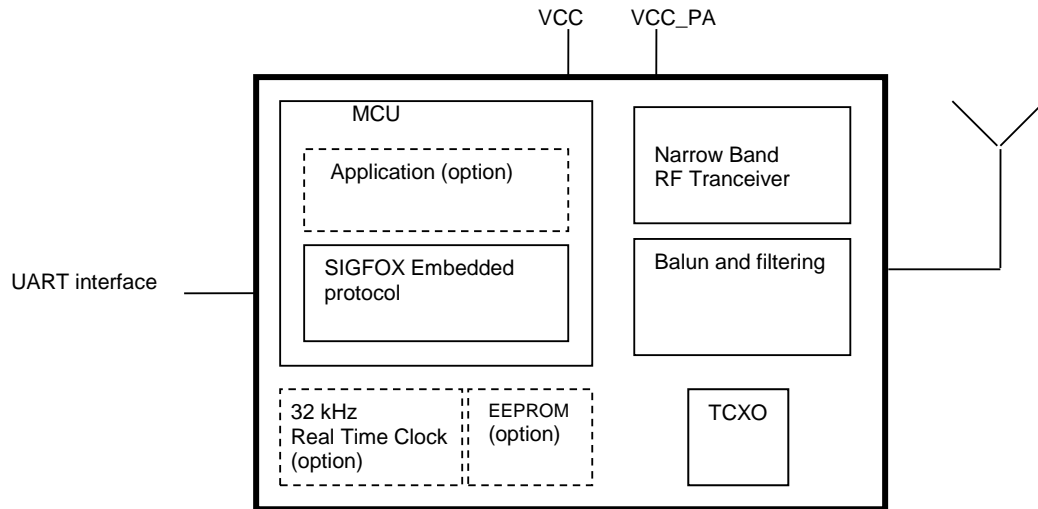 VCC VCC_PA
MCU
Application (option)
SIGFOX Embedded
protocol
Narrow Band
RF Tranceiver
Balun and filtering
UART interface
32 kHz
Real Time Clock
(option)
EEPROM
(option)
TCXO